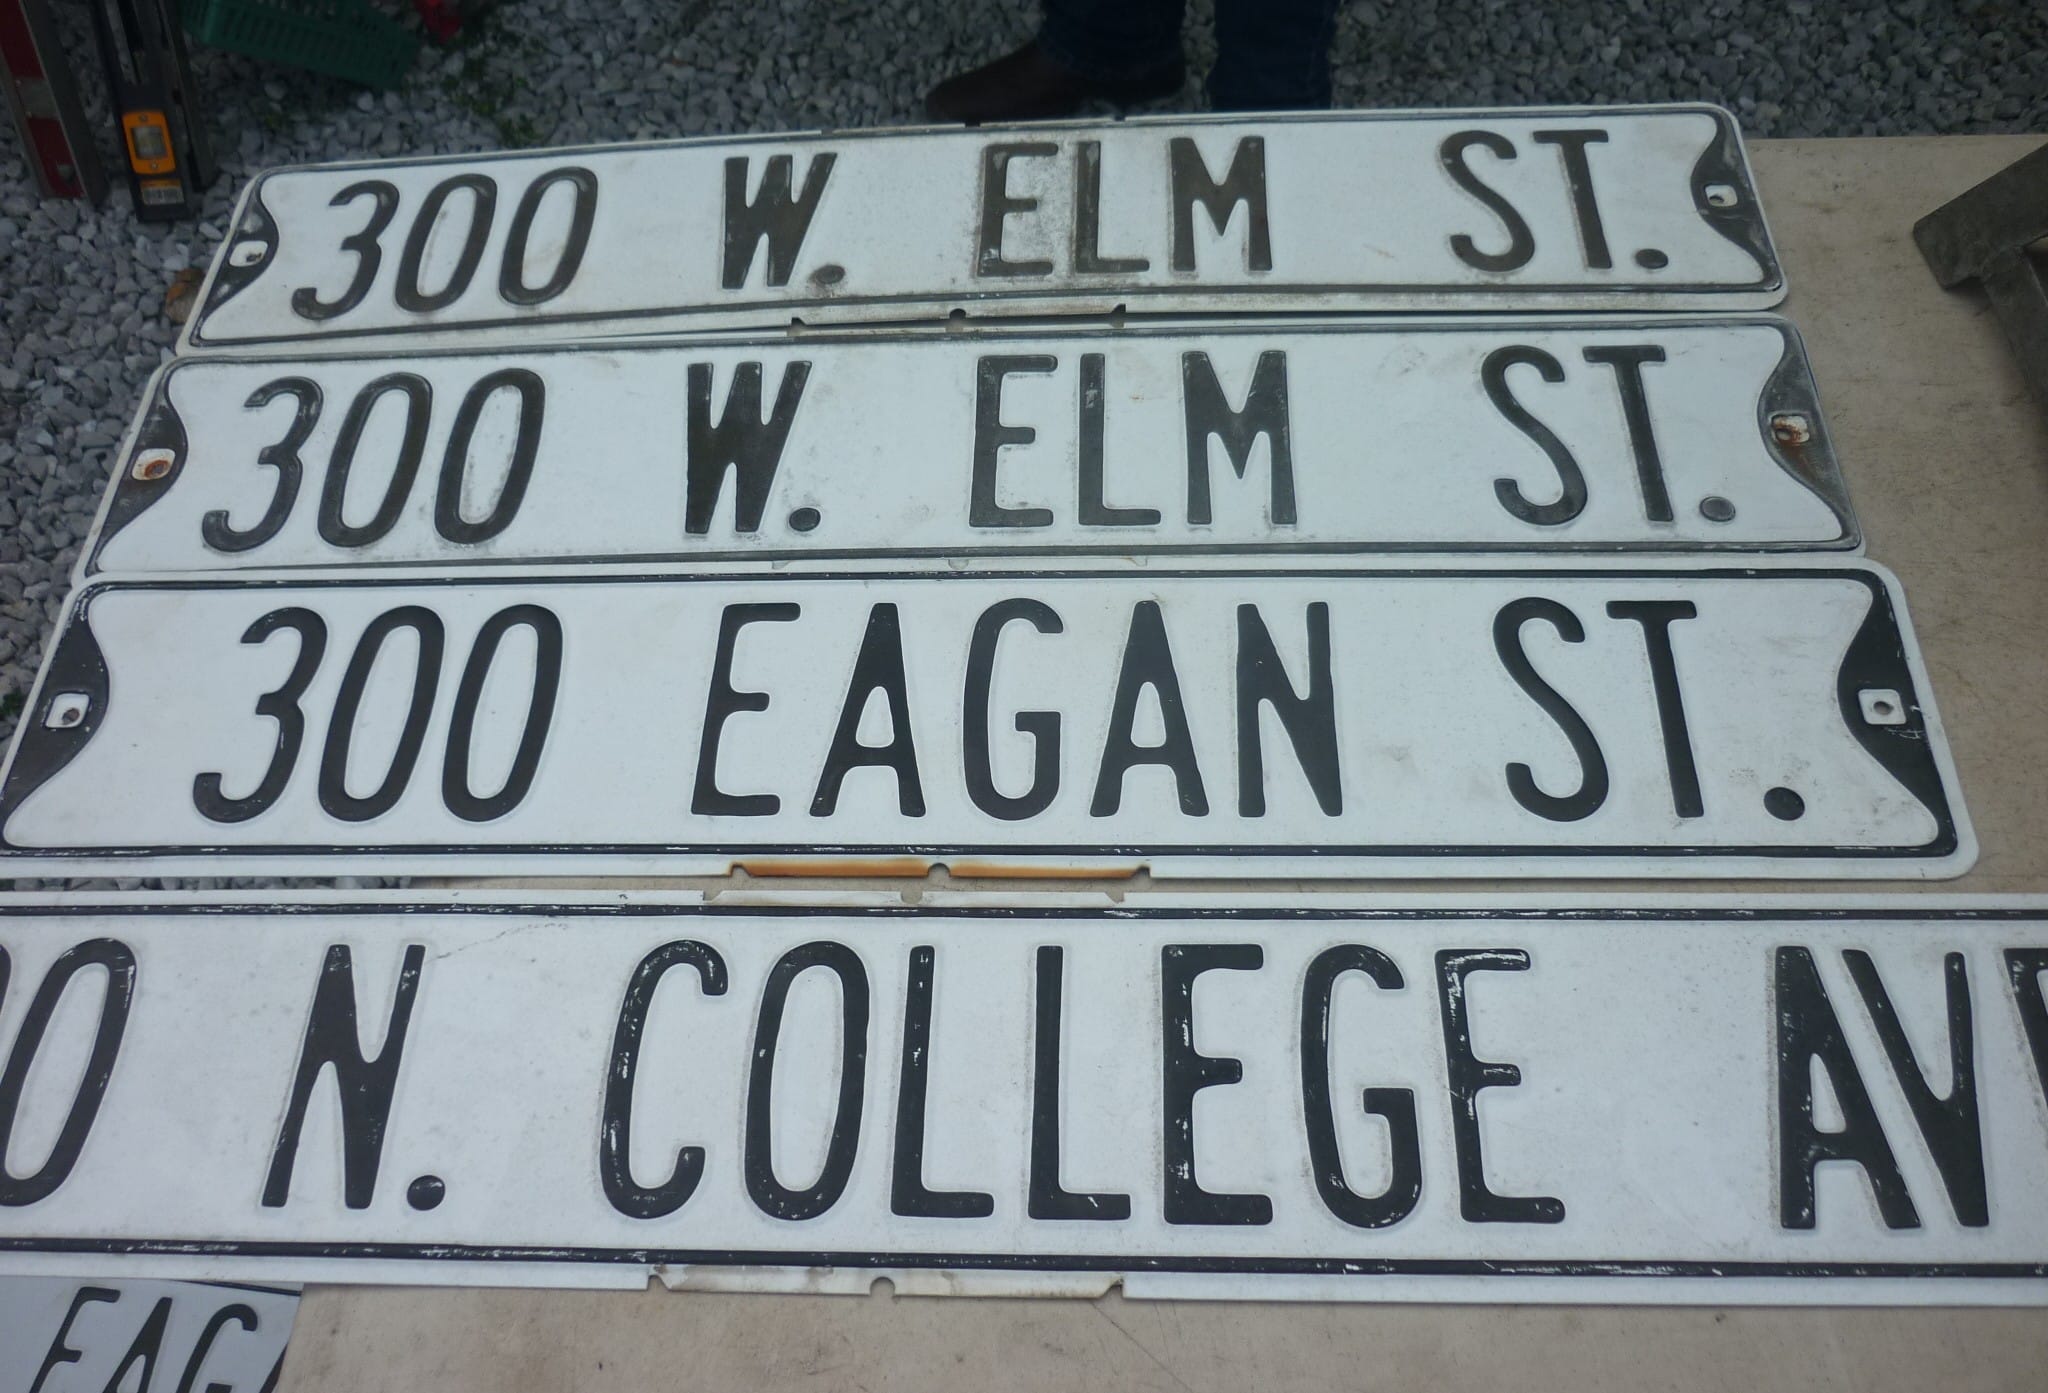 300 W. ELM ST.
300 W. ELM ST.
300 EAGAN ST.
N. COLLEGE